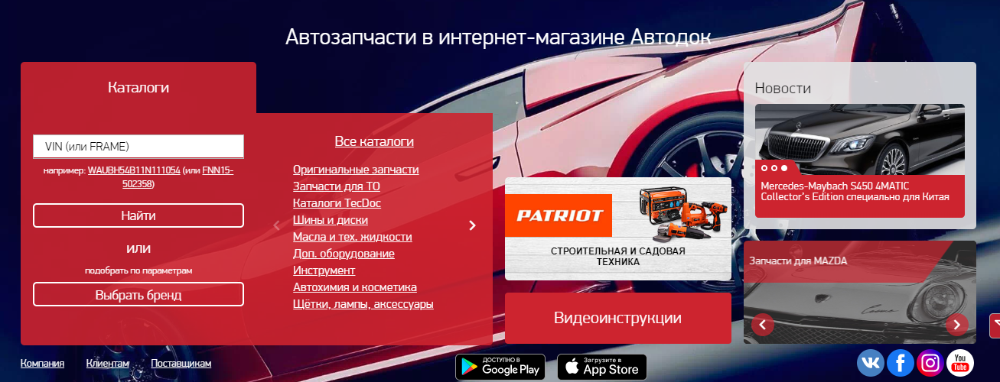 Автозапчасти в интернет-магазине Автодок
Каталоги
VIN (или FRAME)
например: WAUBH54B11N111054 (или FNN15-
502358)
Найти
или
подобрать по параметрам
Выбрать бренд
Все каталоги
Оригинальные запчасти
Запчасти для ТО
Каталоги TecDoc
Шины и диски
Масла и тех. жидкости
Доп. оборудование
Инструмент
Автохимия и косметика
Щётки, лампы, аксессуары
PATRIOT
СТРОИТЕЛЬНАЯ И САДОВАЯ
ТЕХНИКА
Видеоинструкции
Новости
Mercedes-Maybach S450 4MATIC
Collector's Edition специально для Китая
Запчасти для MAZDA
Cosmo
Компания
Клиентам
Поставщикам
ДОСТУПНО В
Google Play
Загрузите в
App Store
You
Tube